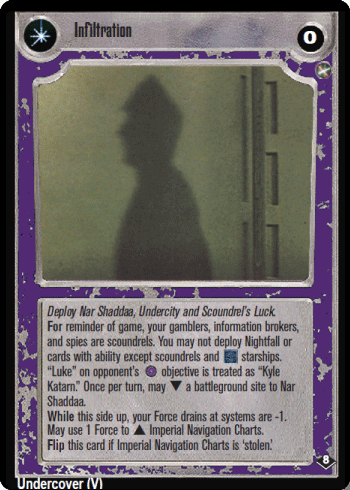 Infiltration
0
Deploy Nar Shaddaa, Undercity and Scoundrel's Luck.
For reminder of game, your gamblers, information brokers,
and spies are scoundrels. You may not deploy Nightfall or
cards with ability except scoundrels and starships.
"Luke" on opponent's objective is treated as "Kyle
Katarn." Once per turn, may ▼ a battleground site to Nar
Shaddaa.
While this side up, your Force drains at systems are -1.
May use 1 Force to ▲ Imperial Navigation Charts.
Flip this card if Imperial Navigation Charts is 'stolen.'
8
Undercover 1 (V)